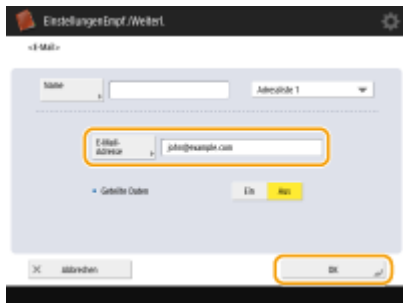 Einstellungen Empf./Weiterl.
<E-Mail>
Name
Adressliste 1
E-Mail-
Adresse
john@example.com
Geteilte Daten
Ein
Aus
Abbrechen
OK